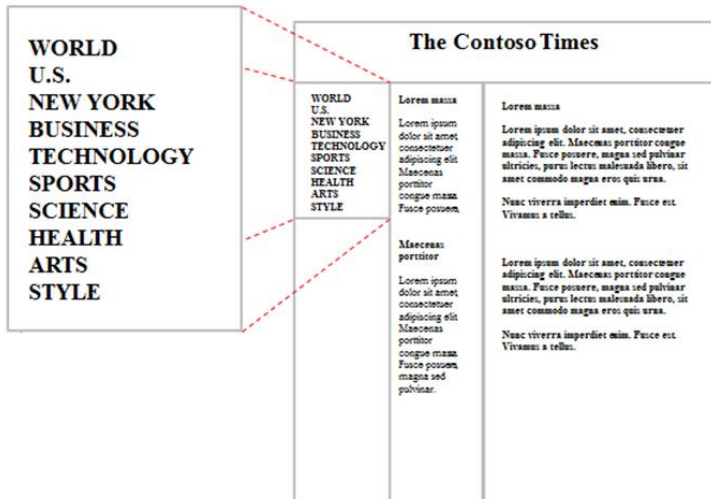 WORLD
U.S.
NEW YORK
BUSINESS
TECHNOLOGY
SPORTS
SCIENCE
HEALTH
ARTS
STYLE
The Contoso Times
WORLD
U.S.
NEW YORK
BUSINESS
TECHNOLOGY
SPORTS
SCIENCE
HEALTH
ARTS
STYLE
Lorem massa
Lorem ipsum
dolor sit amet,
consectetuer
adipiscing elit
Maecenas
porttitor
congue massa.
Fusce posuere,
Maecenas
porttitor
Lorem ipsum
dolor sit amet,
consectetuer
adipiscing elit
Maecenas
porttitor
congue massa.
Fusce posuere,
magna sed
pulvinar.
Lorem massa
Lorem ipsum dolor sit amet, consectetuer
adipiscing elit. Maecenas porttitor congue
massa. Fusce posuere, magna sed pulvinar
ultricies, purus lectus malesuada libero, sit
amet commodo magna eros quis urna.
Nunc viverra imperdiet enim. Fusce est.
Vivamus a tellus.
Lorem ipsum dolor sit amet, consectetuer
adipiscing elit. Maecenas porttitor congue
massa. Fusce posuere, magna sed pulvinar
ultricies, purus lectus malesuada libero, sit
amet commodo magna eros quis urna.
Nunc viverra imperdiet enim. Fusce est.
Vivamus a tellus.